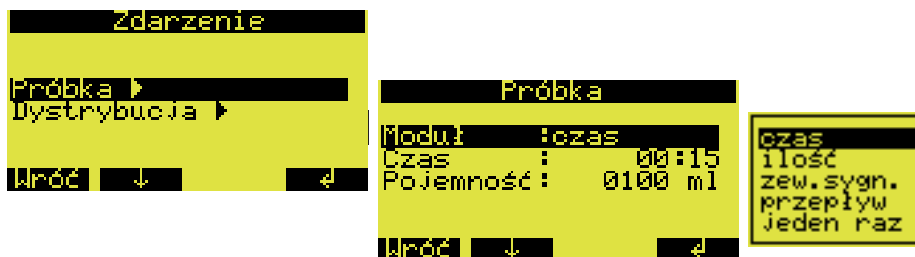 Zdarzenie
Próbka
Dystrybucja
Wróć
Próbka
Moduł :czas
Czas : 00:15
Pojemność: 0100 ml
Wróć
czas
ilość
zew.sygn.
przepływ
jeden raz